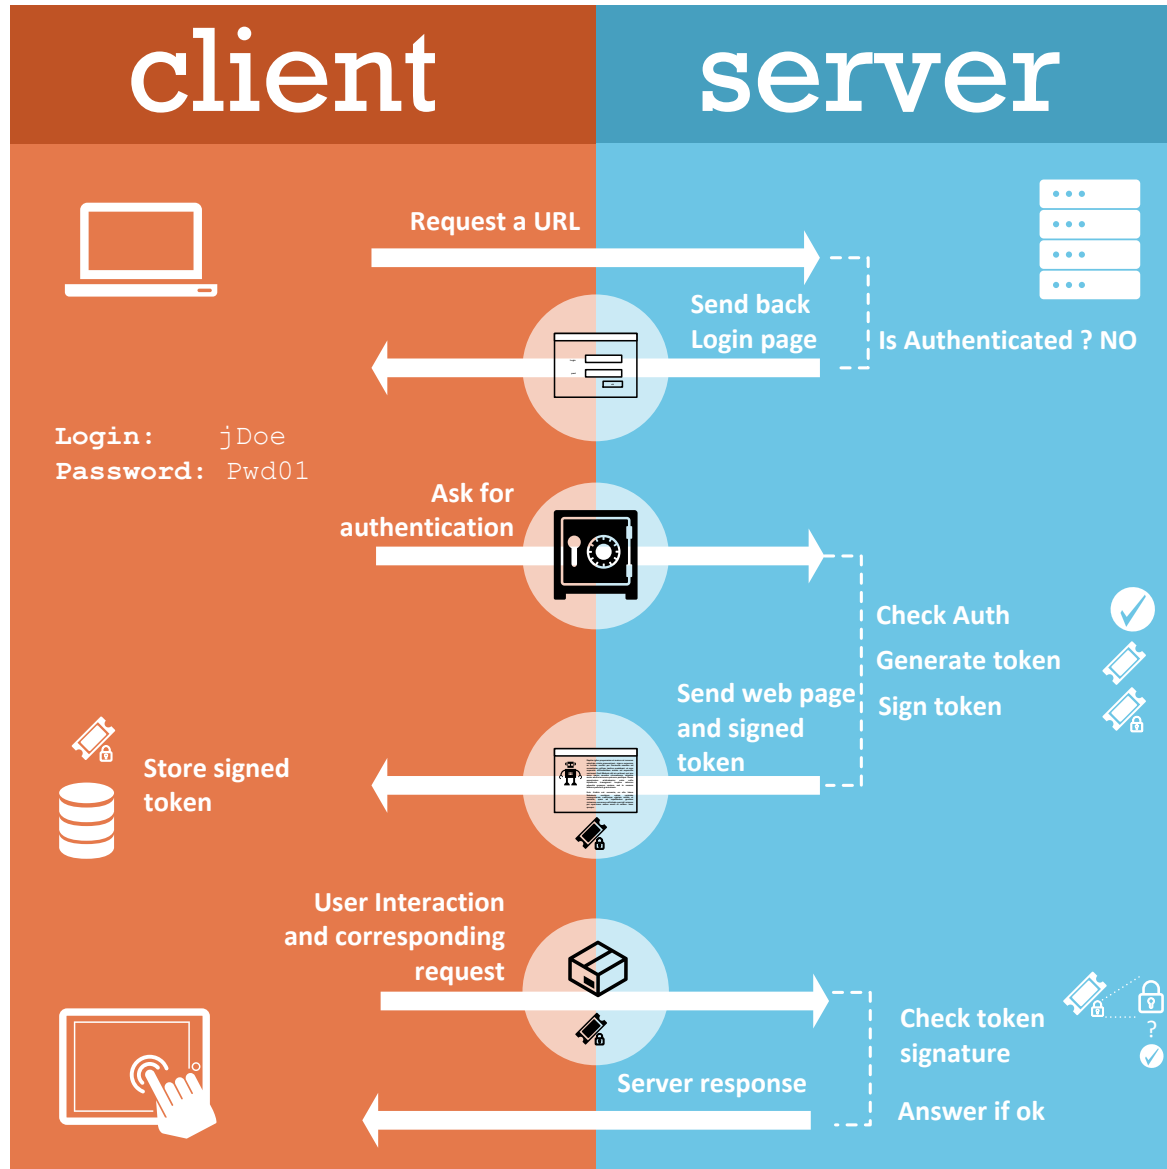 client
server
Request a URL
Send back
Login page
Is Authenticated ? NO
Login: jDoe
Password: Pwd01
Ask for
authentication
Check Auth
Generate token
Sign token
Send web page
and signed
token
Store signed
token
User Interaction
and corresponding
request
Check token
signature
?
Server response
Answer if ok